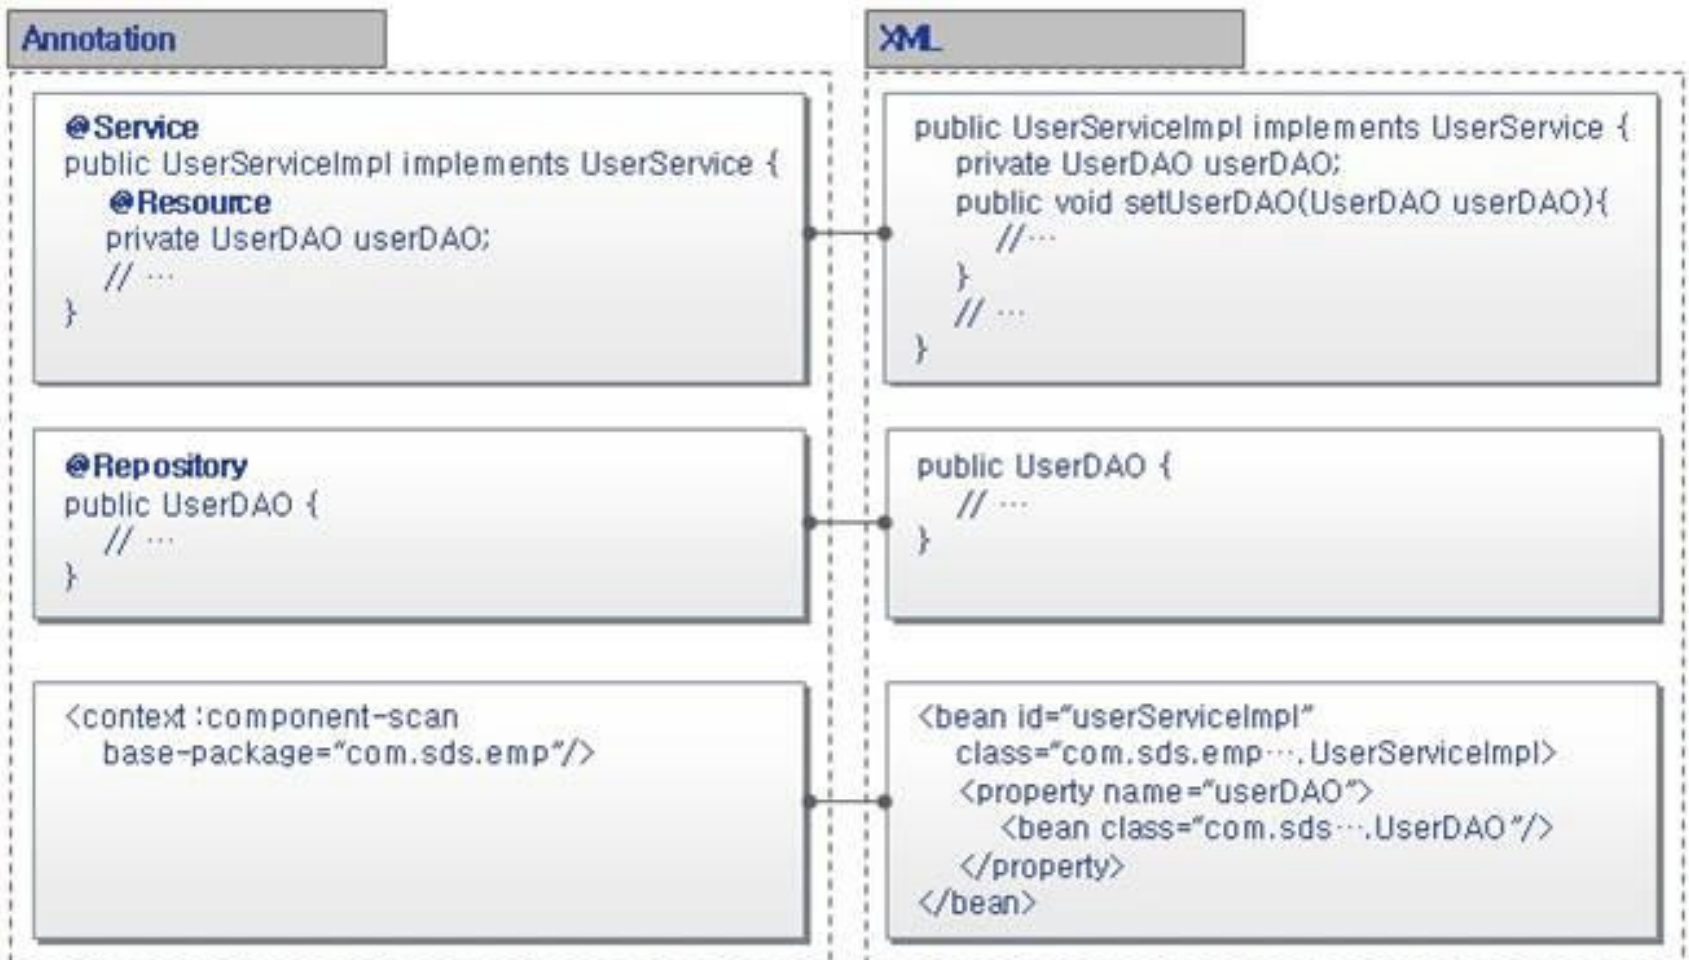 Annotation
@Service
public UserServiceImpl implements UserService {
@Resource
private UserDAO userDAO;
// ...
}
@Repository
public UserDAO {
// ...
}
<context:component-scan
base-package="com.sds.emp"/>
XML
public UserServiceImpl implements UserService {
private UserDAO userDAO;
public void setUserDAO(UserDAO userDAO){
//...
}
// ...
}
public UserDAO {
// ...
}
<bean id="userServiceImpl"
class="com.sds.emp....UserServiceImpl>
<property name="userDAO">
<bean class="com.sds....UserDAO"/>
</property>
</bean>